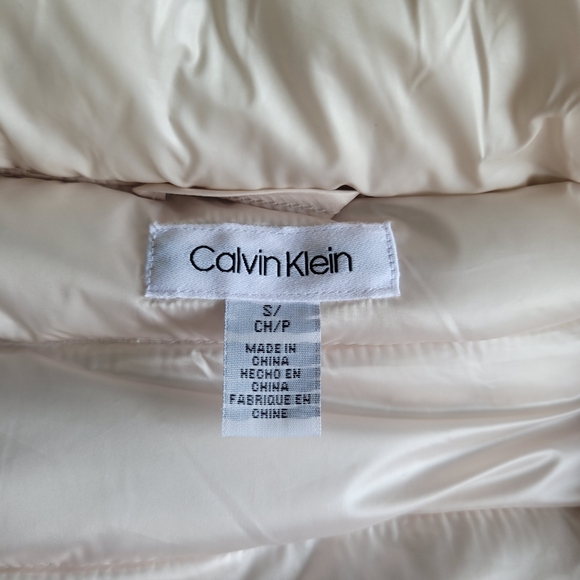 Calvin Klein
S/
CH/P
MADE IN
CHINA
HECHO EN
CHINA
FABRIQUE EN
CHINE